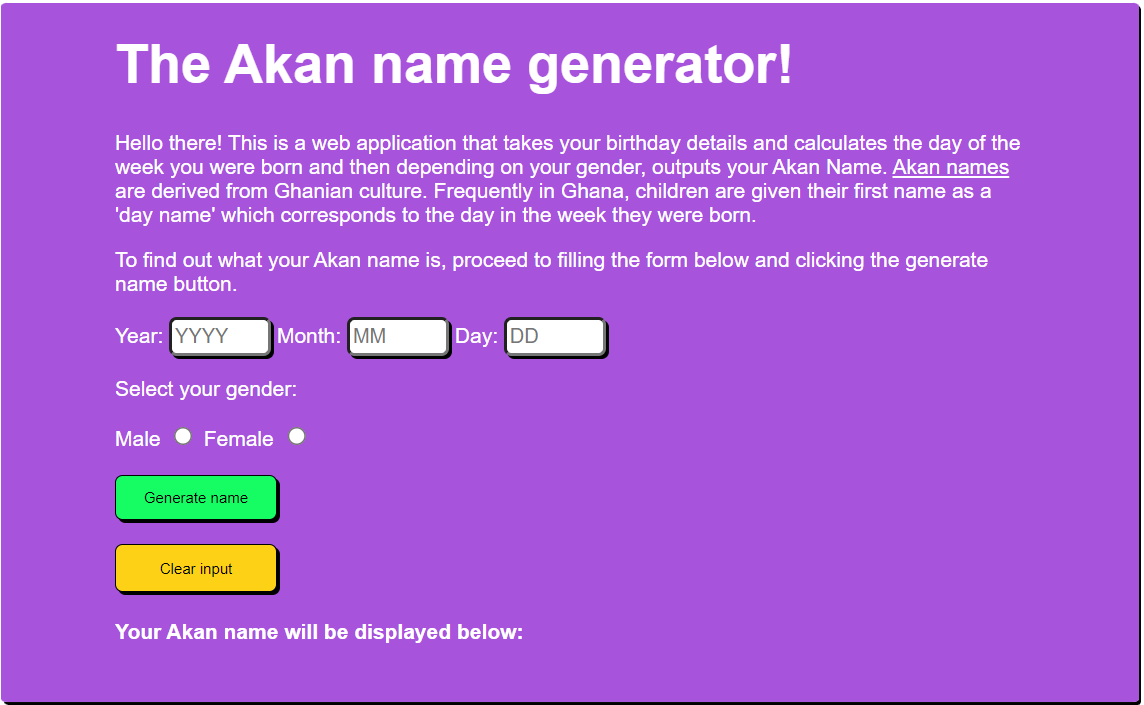 The Akan name generator!
Hello there! This is a web application that takes your birthday details and calculates the day of the
week you were born and then depending on your gender, outputs your Akan Name. Akan names
are derived from Ghanian culture. Frequently in Ghana, children are given their first name as a
'day name' which corresponds to the day in the week they were born.
To find out what your Akan name is, proceed to filling the form below and clicking the generate
name button.
Year: YYYY Month: MM Day: DD
Select your gender:
Male Female
Generate name
Clear input
Your Akan name will be displayed below: